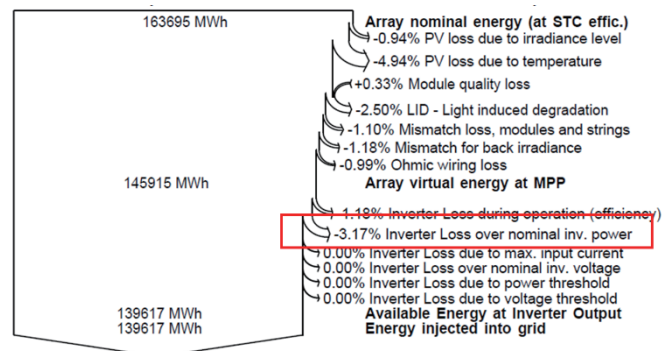 163695 MWh
Array nominal energy (at STC effic.)
-0.94% PV loss due to irradiance level
-4.94% PV loss due to temperature
+0.33% Module quality loss
-2.50% LID - Light induced degradation
-1.10% Mismatch loss, modules and strings
-1.18% Mismatch for back irradiance
-0.99% Ohmic wiring loss
145915 MWh
Array virtual energy at MPP
-1.18% Inverter Loss during operation (efficiency)
-3.17% Inverter Loss over nominal inv. power
0.00% Inverter Loss due to max. input current
0.00% Inverter Loss over nominal inv. voltage
0.00% Inverter Loss due to power threshold
0.00% Inverter Loss due to voltage threshold
139617 MWh
Available Energy at Inverter Output
139617 MWh
Energy injected into grid